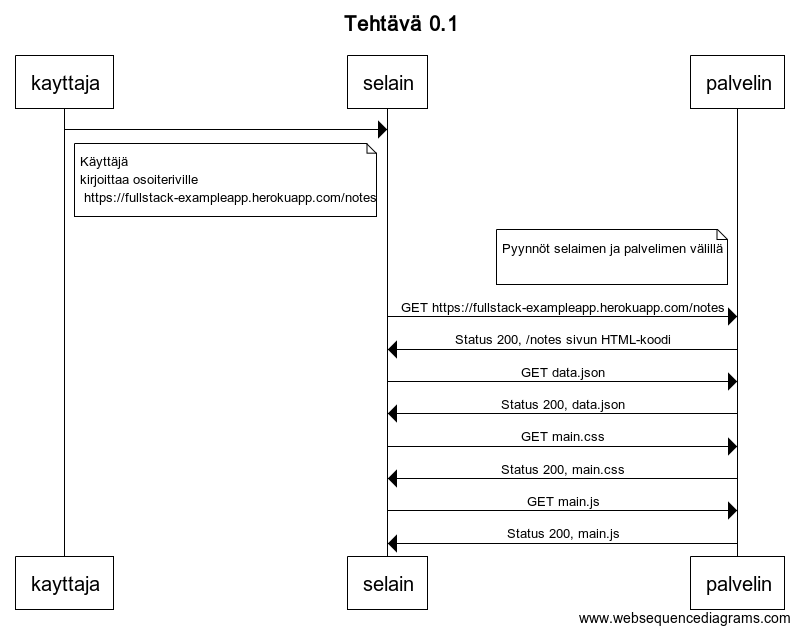 Tehtävä 0.1
kayttaja
selain
palvelin
Käyttäjä
kirjoittaa osoiteriville
https://fullstack-exampleapp.herokuapp.com/notes
Pyynnöt selaimen ja palvelimen välillä
GET https://fullstack-exampleapp.herokuapp.com/notes
Status 200, /notes sivun HTML-koodi
GET data.json
Status 200, data.json
GET main.css
Status 200, main.css
GET main.js
Status 200, main.js
kayttaja
selain
palvelin
www.websequencediagrams.com